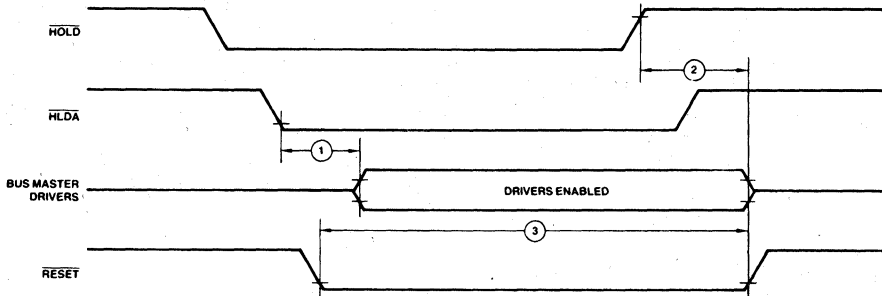 HOLD
2
HLDA
1
BUS MASTER
DRIVERS
DRIVERS ENABLED
3
RESET